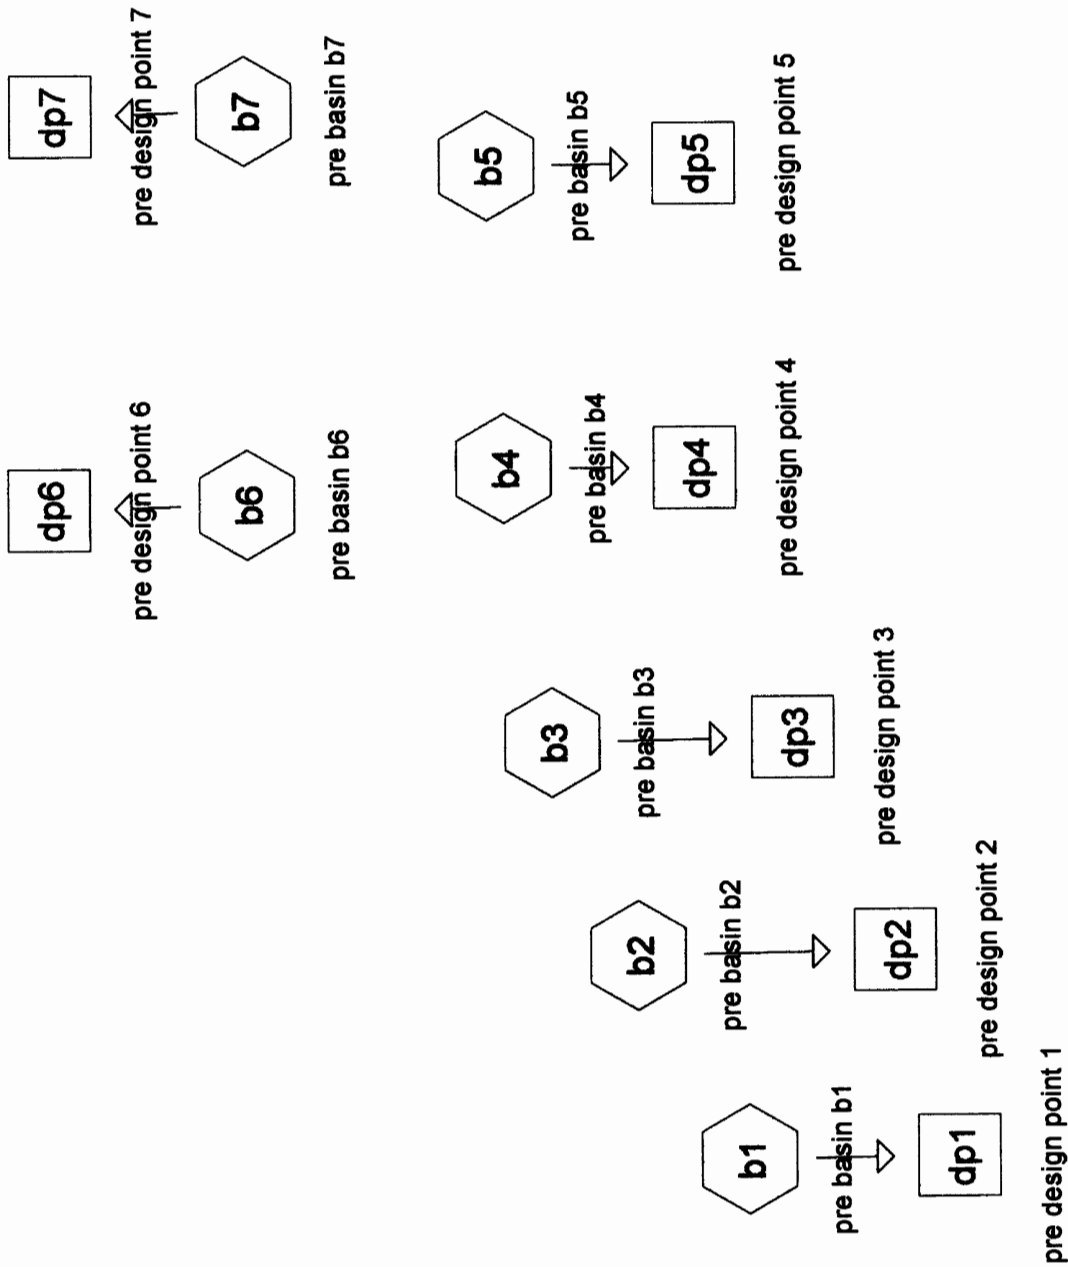 dp6
pre design point 6
b6
pre basin b6
dp7
pre design point 7
b7
pre basin b7
b1
pre basin b1
dp1
pre design point 1
b2
pre basin b2
dp2
pre design point 2
b3
pre basin b3
dp3
pre design point 3
b4
pre basin b4
dp4
pre design point 4
b5
pre basin b5
dp5
pre design point 5